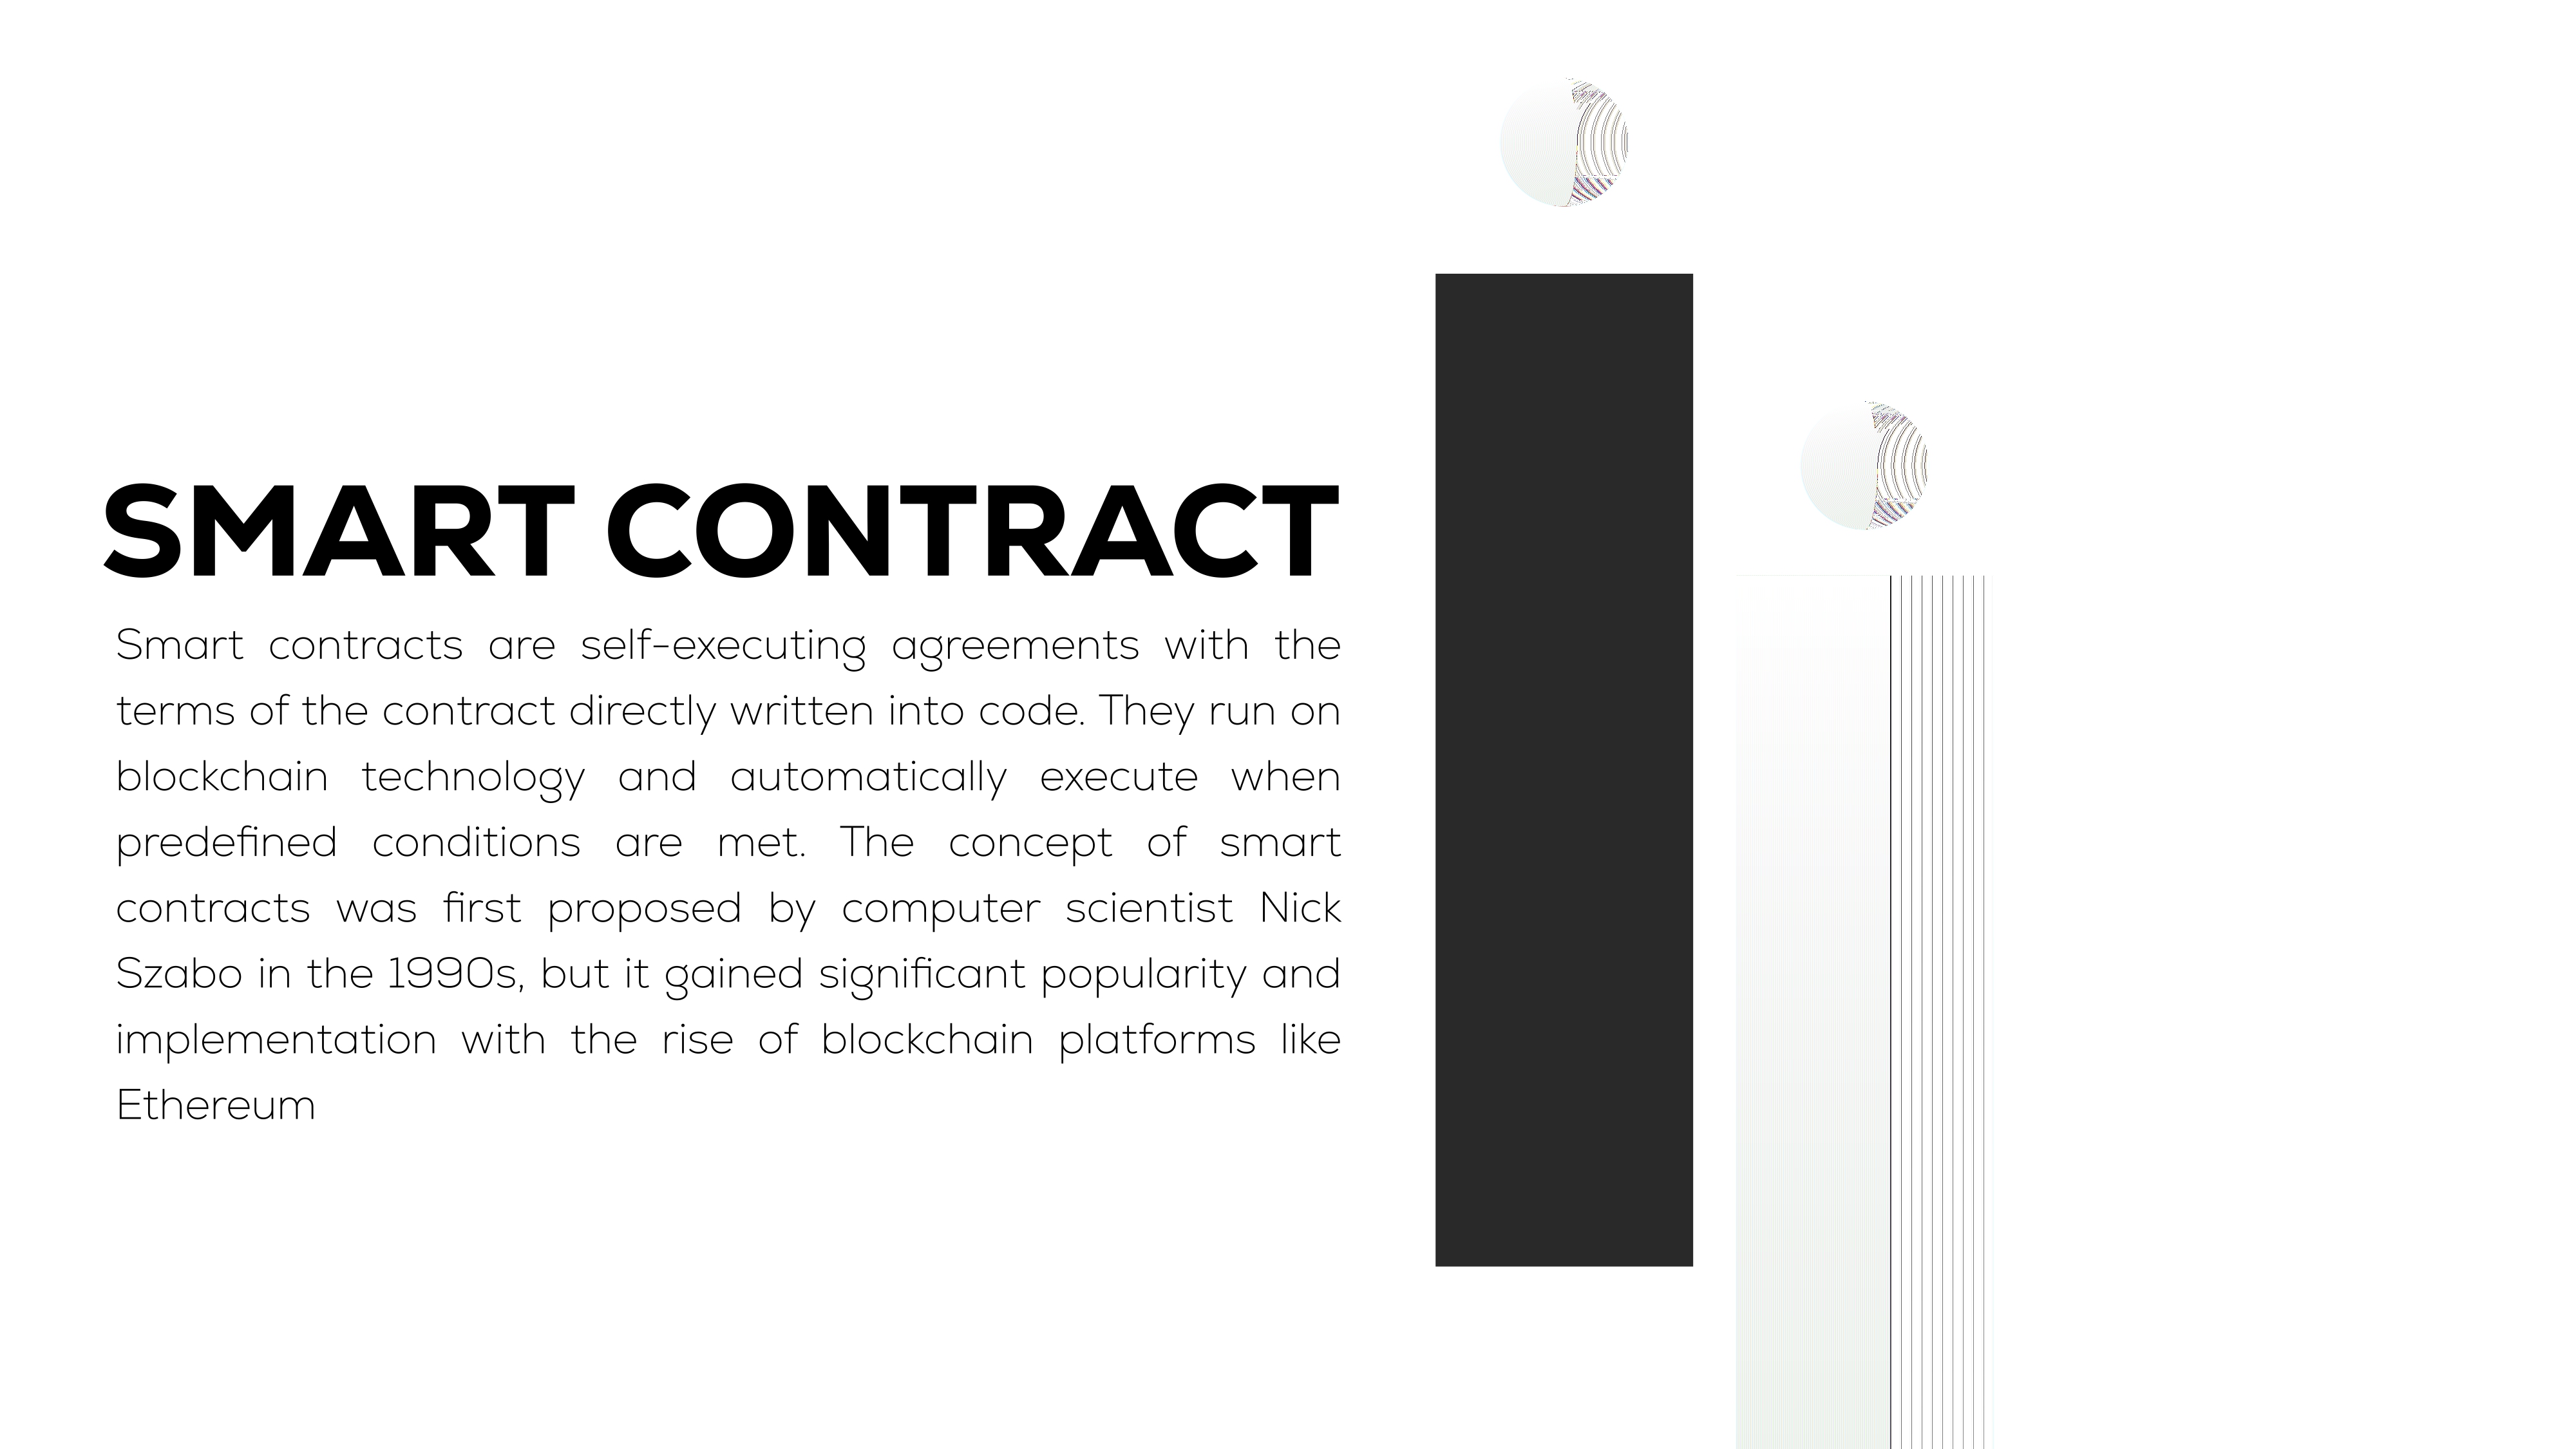 SMART CONTRACT
Smart contracts are self-executing agreements with the
terms of the contract directly written into code. They run on
blockchain technology and automatically execute when
predefined conditions are met. The concept of smart
contracts was first proposed by computer scientist Nick
Szabo in the 1990s, but it gained significant popularity and
implementation with the rise of blockchain platforms like
Ethereum